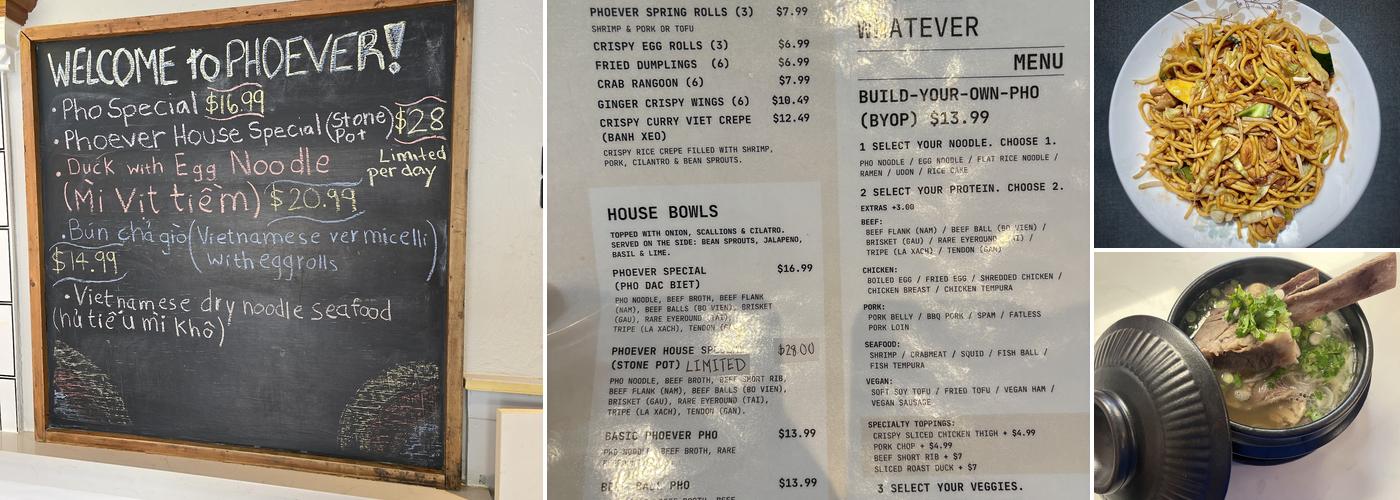 WELCOME to PHOEVER!
• Pho Special $16.99
• Phoever House Special (Stone Pot) $28
Limited per day
• Duck with Egg Noodle
(Mì Vit tiềm) $20.99
• Bún chả giò (Vietnamese vermicelli
with eggrolls)
$14.99
• Vietnamese dry noodle seafood
(hủ tiếu mì khô)
PHOEVER SPRING ROLLS (3) $7.99
SHRIMP & PORK OR TOFU
CRISPY EGG ROLLS (3) $6.99
FRIED DUMPLINGS (6) $6.99
CRAB RANGOON (6) $7.99
GINGER CRISPY WINGS (6) $10.49
CRISPY CURRY VIET CREPE $12.49
(BANH XEO)
CRISPY RICE CREPE FILLED WITH SHRIMP,
PORK, CILANTRO & BEAN SPROUTS.
HOUSE BOWLS
TOPPED WITH ONION, SCALLIONS & CILATRO.
SERVED ON THE SIDE: BEAN SPROUTS, JALAPENO,
BASIL & LIME.
PHOEVER SPECIAL $16.99
(PHO DAC BIET)
PHO NOODLE, BEEF BROTH, BEEF FLANK
(NAM), BEEF BALLS (BO VIEN), BRISKET
(GAU), RARE EYEROUND (TAI),
TRIPE (LA XACH), TENDON (GAN).
PHOEVER HOUSE SPECIAL $28.00
(STONE POT) LIMITED
PHO NOODLE, BEEF BROTH, BEEF SHORT RIB,
BEEF FLANK (NAM), BEEF BALLS (BO VIEN),
BRISKET (GAU), RARE EYEROUND (TAI),
TRIPE (LA XACH), TENDON (GAN).
BASIC PHOEVER PHO $13.99
PHO NOODLE, BEEF BROTH, RARE
BEEF BALL PHO $13.99
WHATEVER
MENU
BUILD-YOUR-OWN-PHO
(BYOP) $13.99
1 SELECT YOUR NOODLE. CHOOSE 1.
PHO NOODLE / EGG NOODLE / FLAT RICE NOODLE /
RAMEN / UDON / RICE CAKE
2 SELECT YOUR PROTEIN. CHOOSE 2.
EXTRAS +3.00
BEEF:
BEEF FLANK (NAM) / BEEF BALL (BO VIEN) /
BRISKET (GAU) / RARE EYEROUND (TAI) /
TRIPE (LA XACH) / TENDON (GAN)
CHICKEN:
BOILED EGG / FRIED EGG / SHREDDED CHICKEN /
CHICKEN BREAST / CHICKEN TEMPURA
PORK:
PORK BELLY / BBQ PORK / SPAM / FATLESS
PORK LOIN
SEAFOOD:
SHRIMP / CRABMEAT / SQUID / FISH BALL /
FISH TEMPURA
VEGAN:
SOFT SOY TOFU / FRIED TOFU / VEGAN HAM /
VEGAN SAUSAGE
SPECIALTY TOPPINGS:
CRISPY SLICED CHICKEN THIGH + $4.99
PORK CHOP + $4.99
BEEF SHORT RIB + $7
SLICED ROAST DUCK + $7
3 SELECT YOUR VEGGIES.